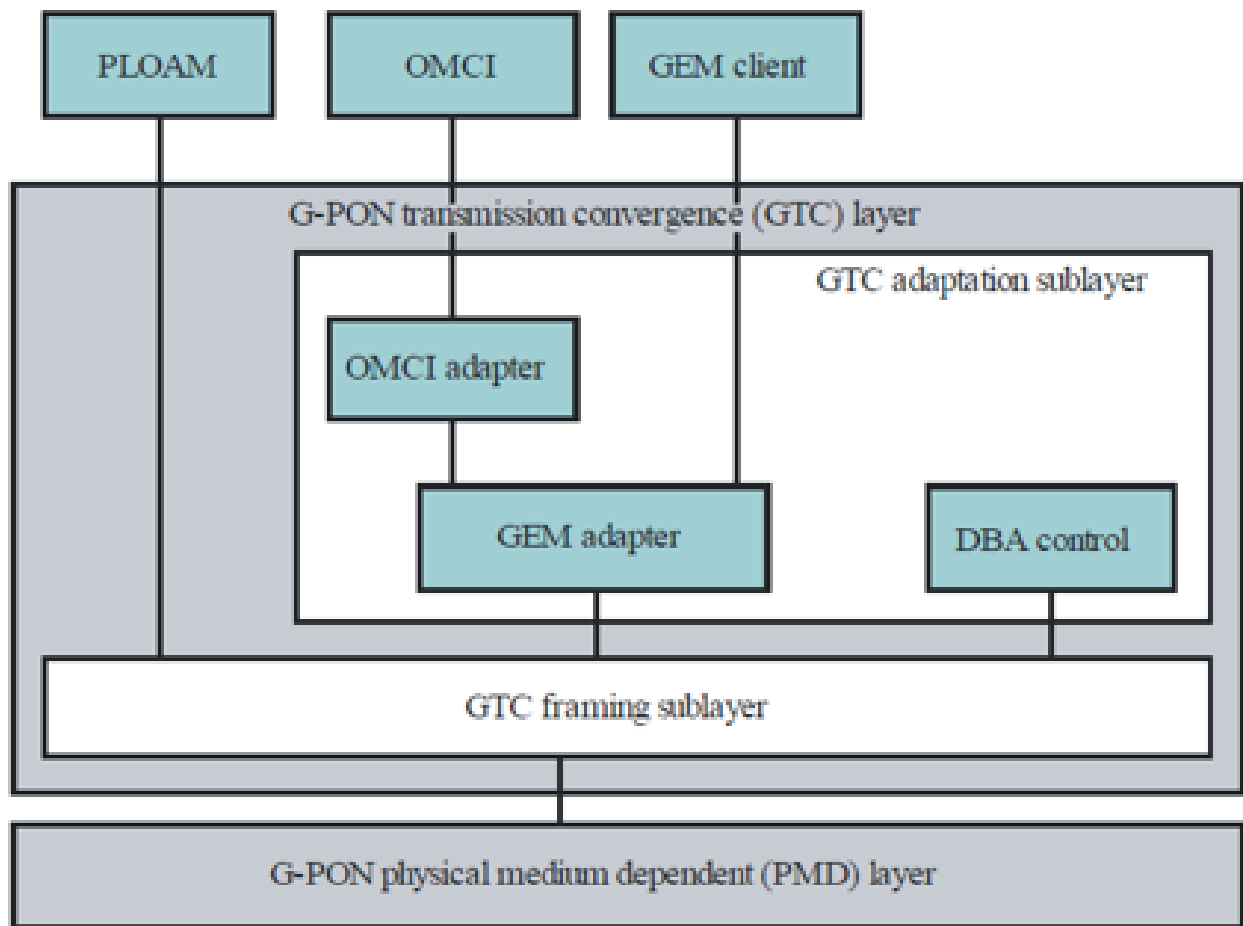 PLOAM
OMCI
GEM client
G-PON transmission convergence (GTC) layer
GTC adaptation sublayer
OMCI adapter
GEM adapter
DBA control
GTC framing sublayer
G-PON physical medium dependent (PMD) layer